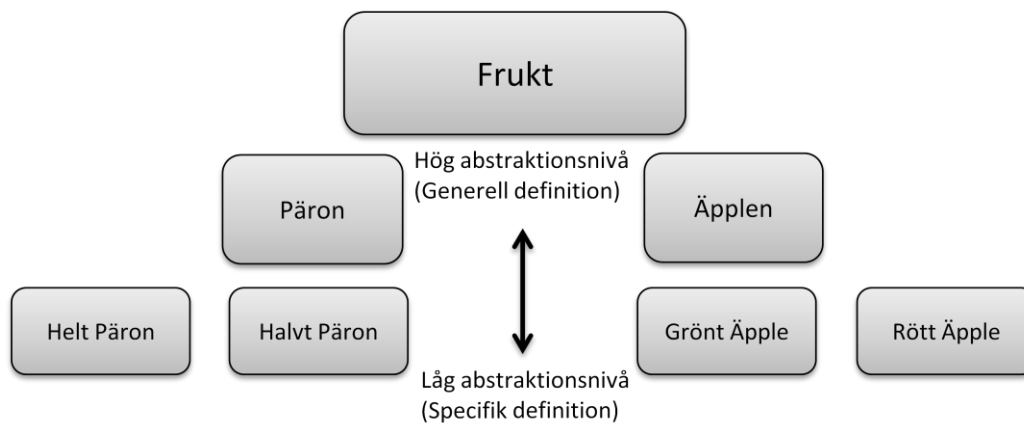 Frukt
Hög abstraktionsnivå
(Generell definition)
Päron
Äpplen
Helt Päron
Halvt Päron
Grönt Äpple
Rött Äpple
Låg abstraktionsnivå
(Specifik definition)